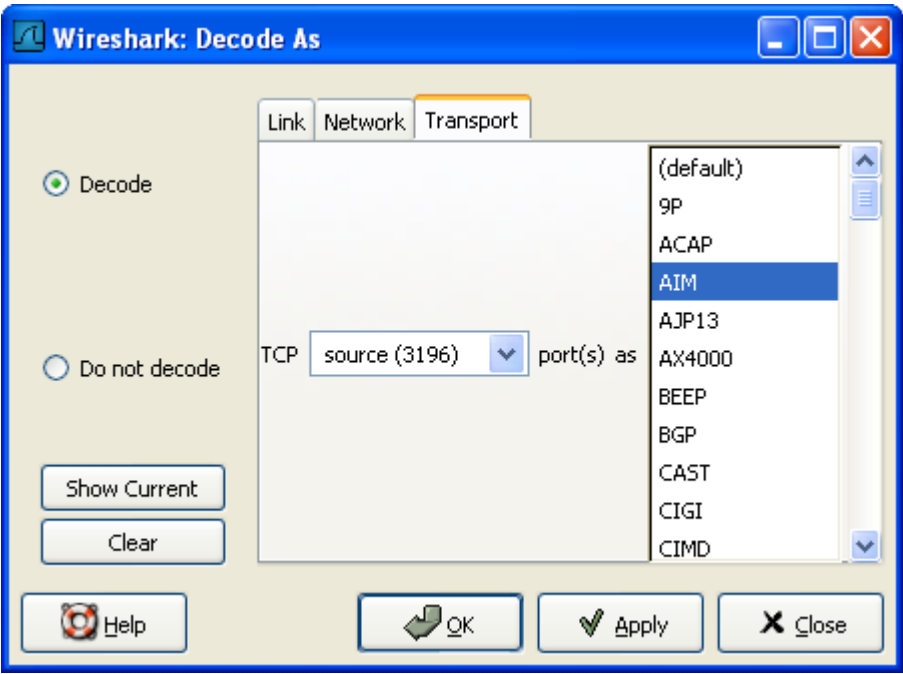 Wireshark: Decode As
Link Network Transport
Decode
Do not decode
TCP source (3196) port(s) as
(default)
9P
ACAP
AIM
AJP13
AX4000
BEEP
BGP
CAST
CIGI
CIMD
Show Current
Clear
Help OK Apply Close